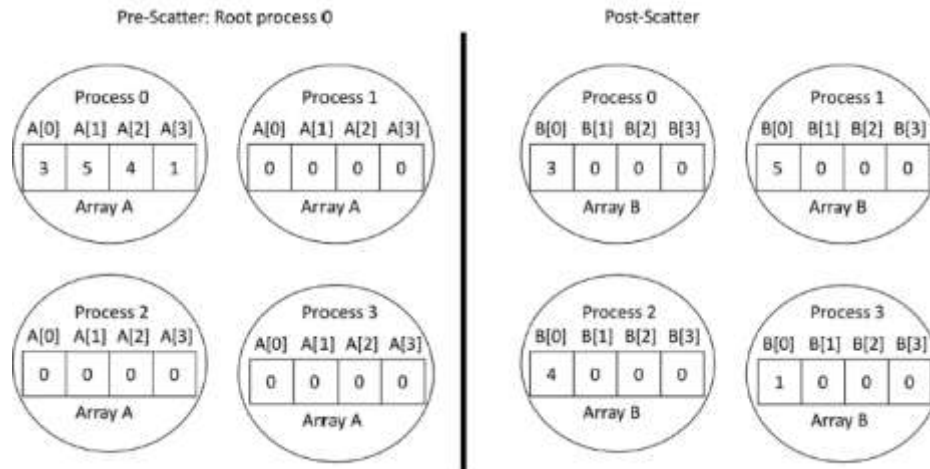 Pre-Scatter: Root process 0
Post-Scatter
Process 0
A[0] A[1] A[2] A[3]
3 5 4 1
Array A
Process 1
A[0] A[1] A[2] A[3]
0 0 0 0
Array A
Process 2
A[0] A[1] A[2] A[3]
0 0 0 0
Array A
Process 3
A[0] A[1] A[2] A[3]
0 0 0 0
Array A
Process 0
B[0] B[1] B[2] B[3]
3 0 0 0
Array B
Process 1
B[0] B[1] B[2] B[3]
5 0 0 0
Array B
Process 2
B[0] B[1] B[2] B[3]
4 0 0 0
Array B
Process 3
B[0] B[1] B[2] B[3]
1 0 0 0
Array B